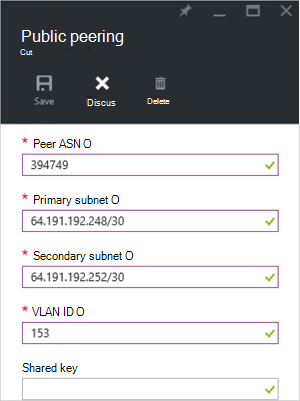 Public peering
Cut
Save
Discus
Delete
* Peer ASN O
394749
* Primary subnet O
64.191.192.248/30
* Secondary subnet O
64.191.192.252/30
* VLAN ID O
153
Shared key